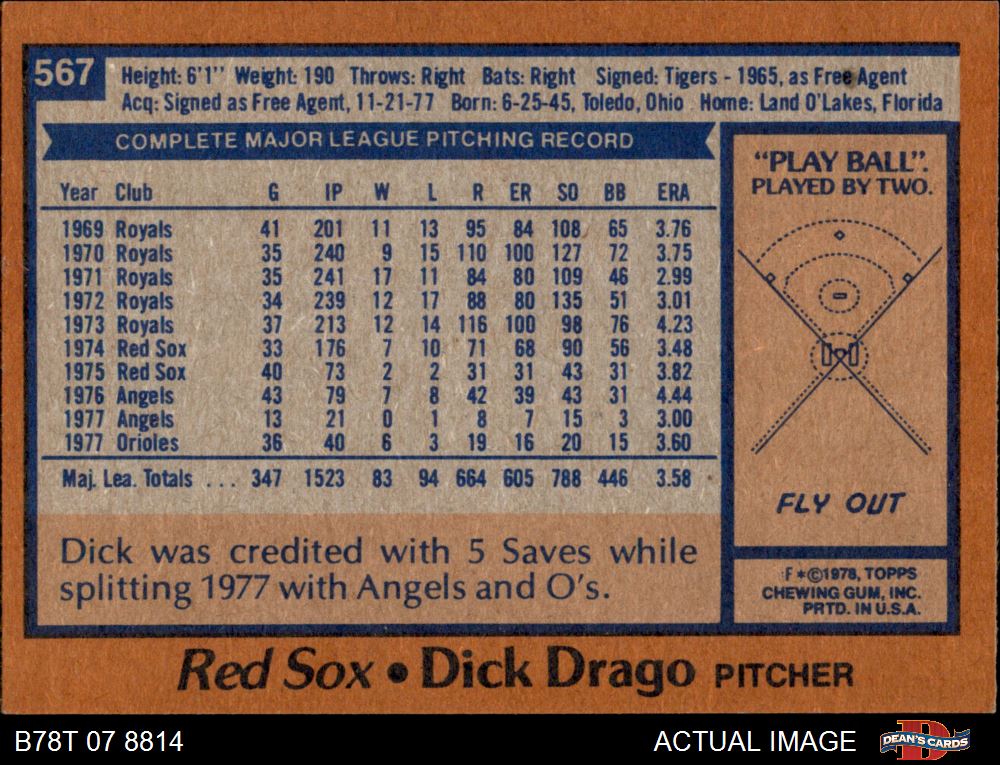 567
Height: 6'1" Weight: 190 Throws: Right Bats: Right Signed: Tigers - 1965, as Free Agent
Acq: Signed as Free Agent, 11-21-77 Born: 6-25-45, Toledo, Ohio Home: Land O'Lakes, Florida
COMPLETE MAJOR LEAGUE PITCHING RECORD
Year Club G IP W L R ER SO BB ERA
1969 Royals 41 201 11 13 95 84 108 65 3.76
1970 Royals 35 240 9 15 110 100 127 72 3.75
1971 Royals 35 241 17 11 84 80 109 46 2.99
1972 Royals 34 239 12 17 88 80 135 51 3.01
1973 Royals 37 213 12 14 116 100 98 76 4.23
1974 Red Sox 33 176 7 10 71 68 90 56 3.48
1975 Red Sox 40 73 2 2 31 31 43 31 3.82
1976 Angels 43 79 7 8 42 39 43 31 4.44
1977 Angels 13 21 0 1 8 7 15 3 3.00
1977 Orioles 36 40 6 3 19 16 20 15 3.60
Maj. Lea. Totals ... 347 1523 83 94 664 605 788 446 3.58
Dick was credited with 5 Saves while
splitting 1977 with Angels and O's.
"PLAY BALL".
PLAYED BY TWO.
FLY OUT
F*©1978, TOPPS
CHEWING GUM, INC.
PRTD. IN U.S.A.
Red Sox • Dick Drago PITCHER
B78T 07 8814
ACTUAL IMAGE
DEAN'S CARDS